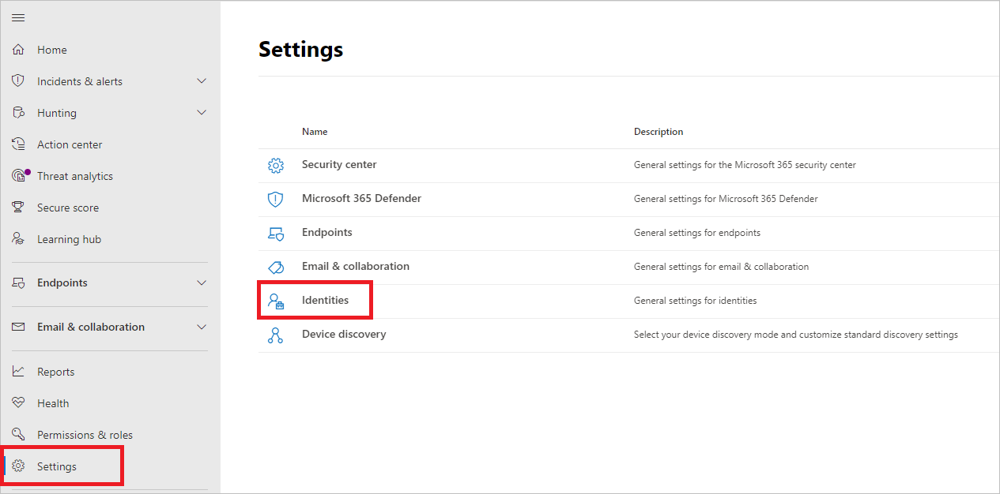 Home
Incidents & alerts
Hunting
Action center
Threat analytics
Secure score
Learning hub
Endpoints
Email & collaboration
Reports
Health
Permissions & roles
Settings
Settings
Name Description
Security center General settings for the Microsoft 365 security center
Microsoft 365 Defender General settings for Microsoft 365 Defender
Endpoints General settings for endpoints
Email & collaboration General settings for email & collaboration
Identities General settings for identities
Device discovery Select your device discovery mode and customize standard discovery settings